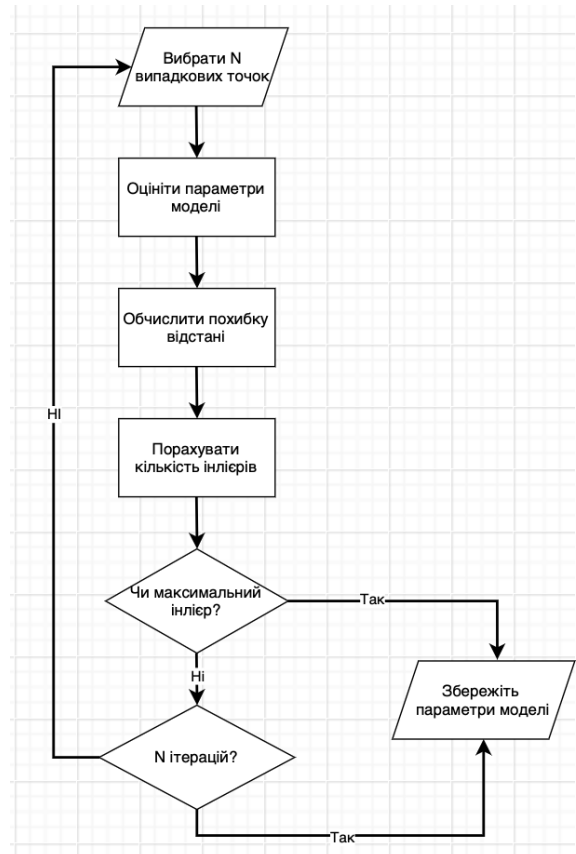 Вибрати N
випадкових точок
Оцініти параметри
моделі
Обчислити похибку
відстані
НІ
Порахувати
кількість інлієрів
Чи максимальний
інлієр?
Так
Ні
Збережіть
параметри моделі
N ітерацій?
Так